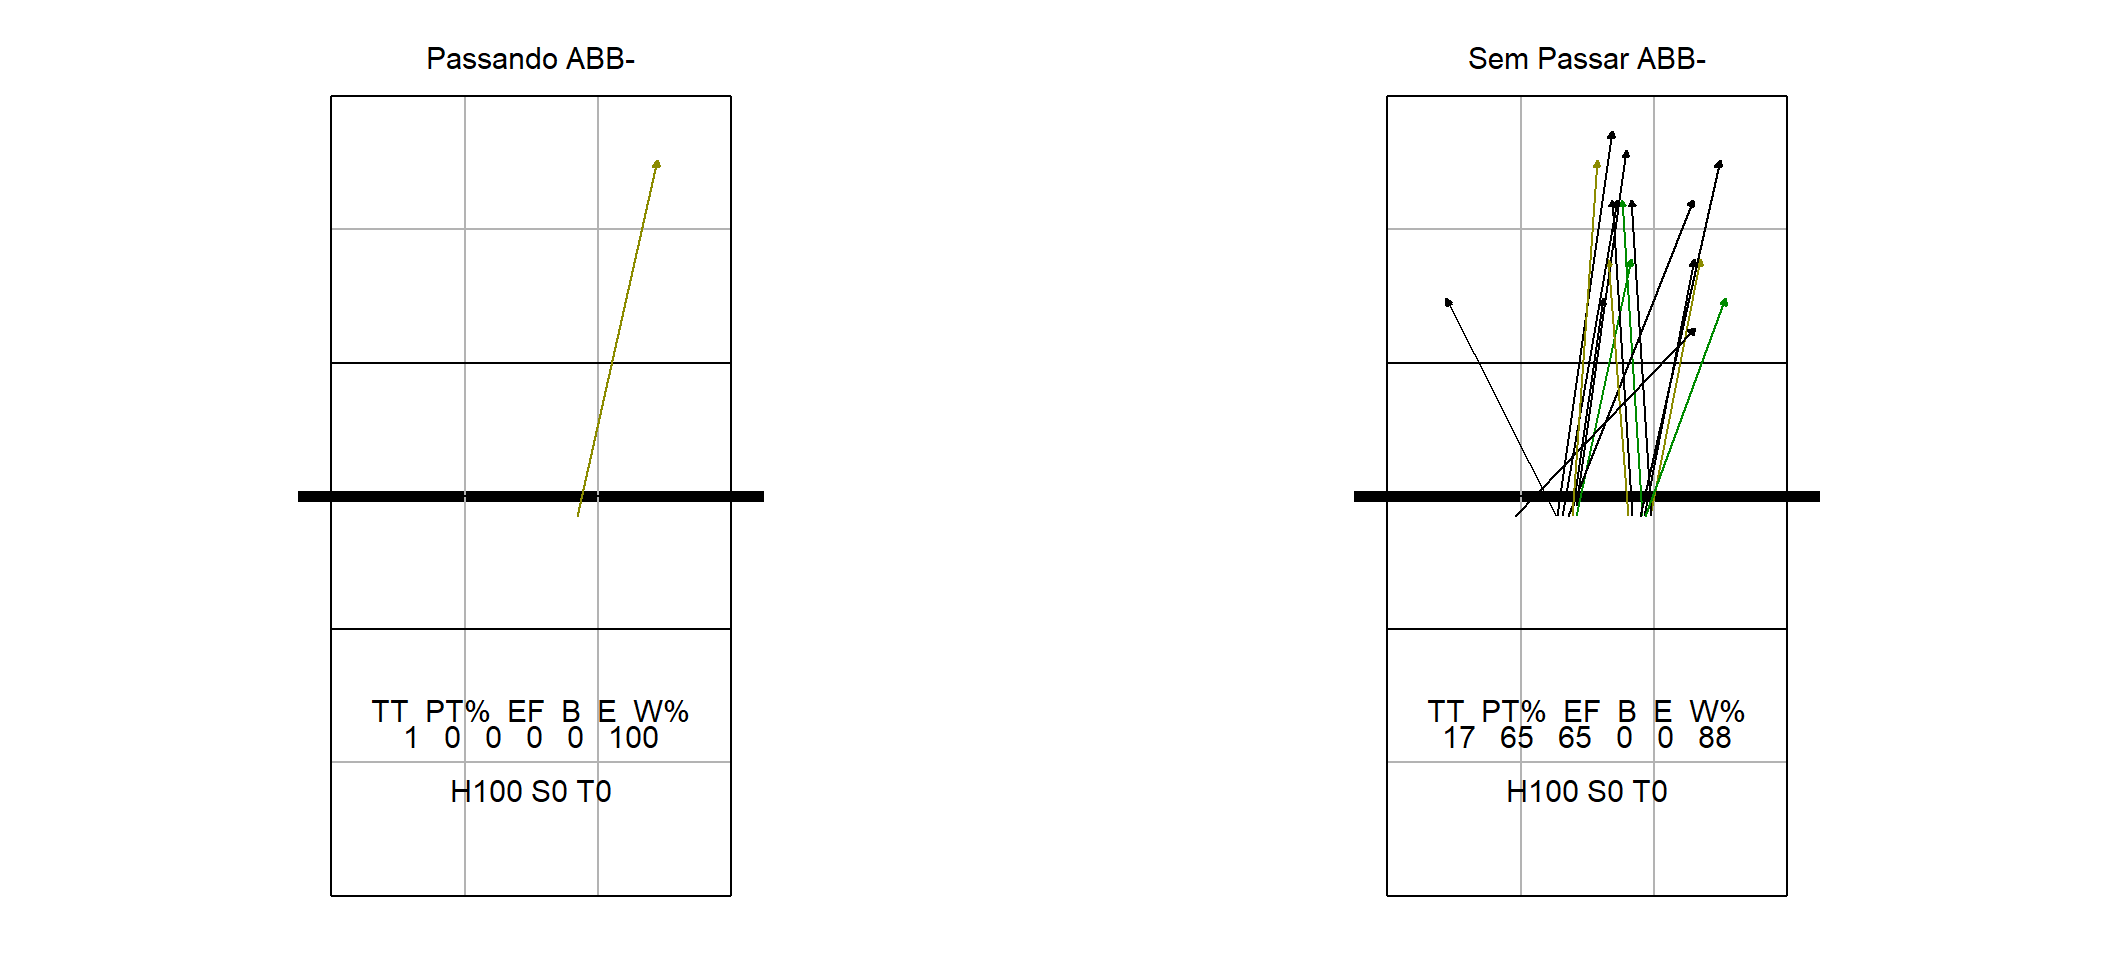 Passando ABB-
TT PT% EF B E W%
1 0 0 0 0 100
H100 S0 T0
Sem Passar ABB-
TT PT% EF B E W%
17 65 65 0 0 88
H100 S0 T0